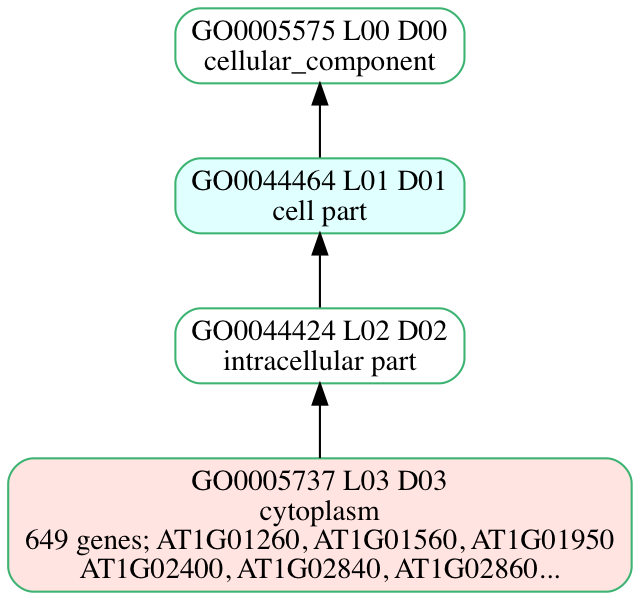 GO0005575 L00 D00
cellular_component
GO0044464 L01 D01
cell part
GO0044424 L02 D02
intracellular part
GO0005737 L03 D03
cytoplasm
649 genes; AT1G01260, AT1G01560, AT1G01950
AT1G02400, AT1G02840, AT1G02860...